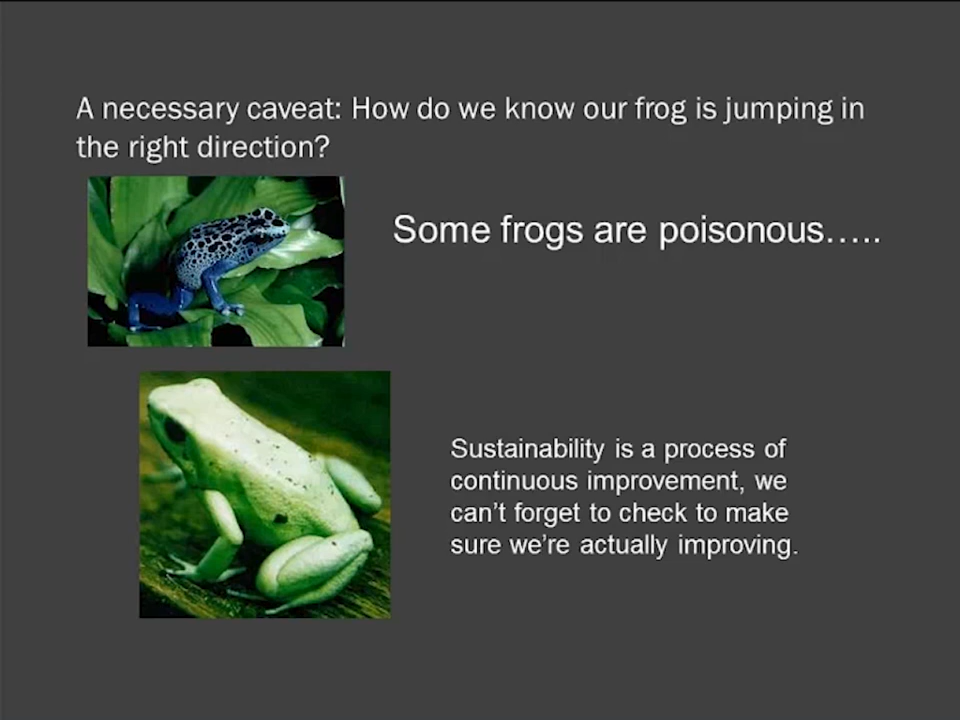 A necessary caveat: How do we know our frog is jumping in
the right direction?
Some frogs are poisonous…..
Sustainability is a process of
continuous improvement, we
can’t forget to check to make
sure we’re actually improving.